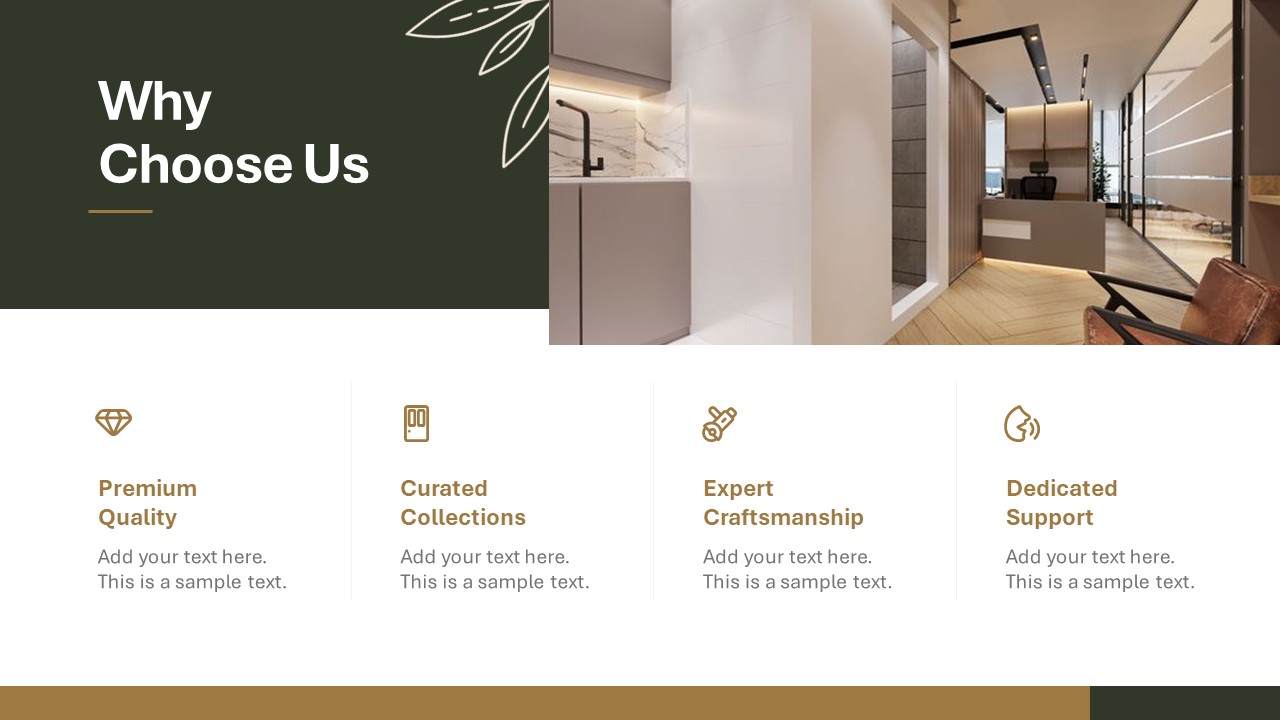 Why
Choose Us
Premium
Quality
Add your text here.
This is a sample text.
Curated
Collections
Add your text here.
This is a sample text.
Expert
Craftsmanship
Add your text here.
This is a sample text.
Dedicated
Support
Add your text here.
This is a sample text.